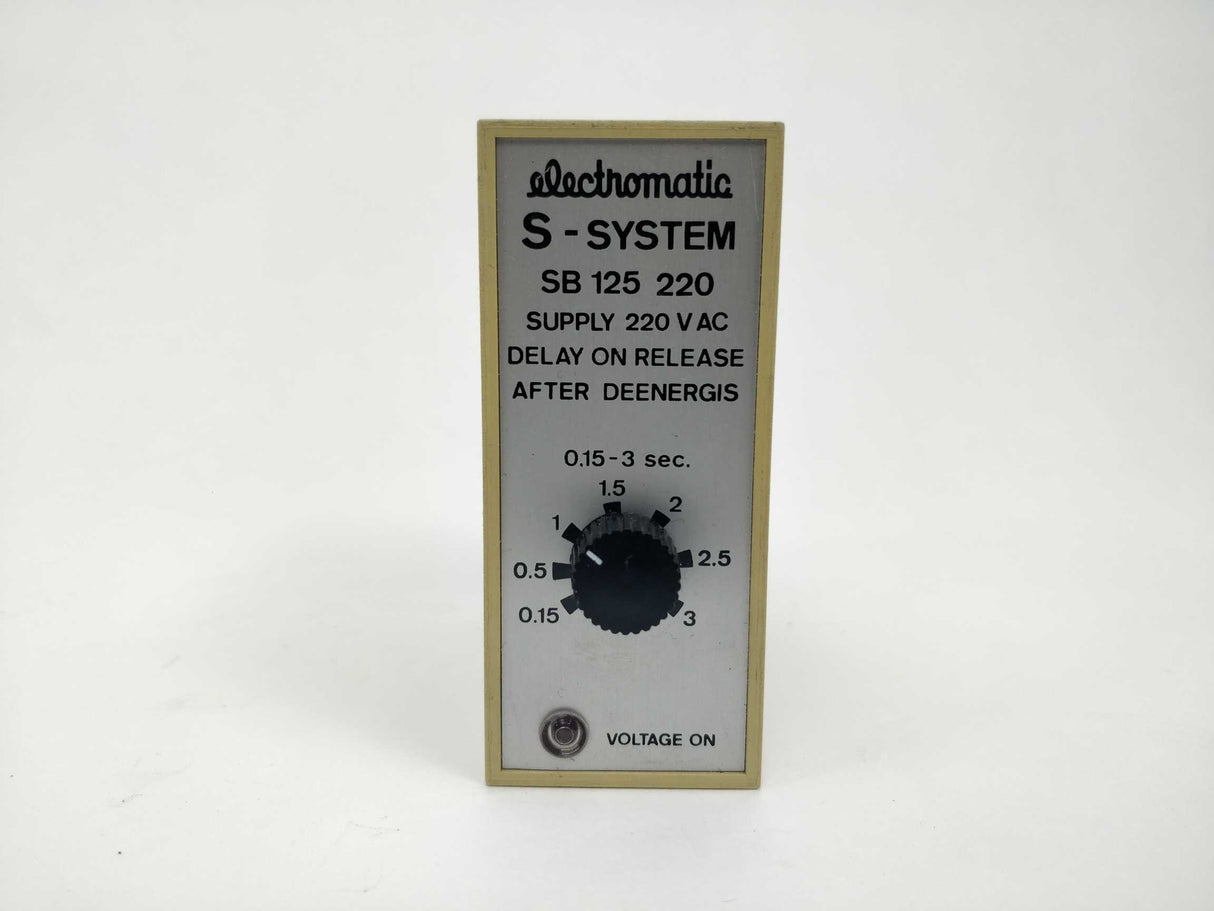 electromatic
S - SYSTEM
SB 125 220
SUPPLY 220 V AC
DELAY ON RELEASE
AFTER DEENERGIS
0.15-3 sec.
1.5
1 2
0.5 2.5
0.15 3
VOLTAGE ON